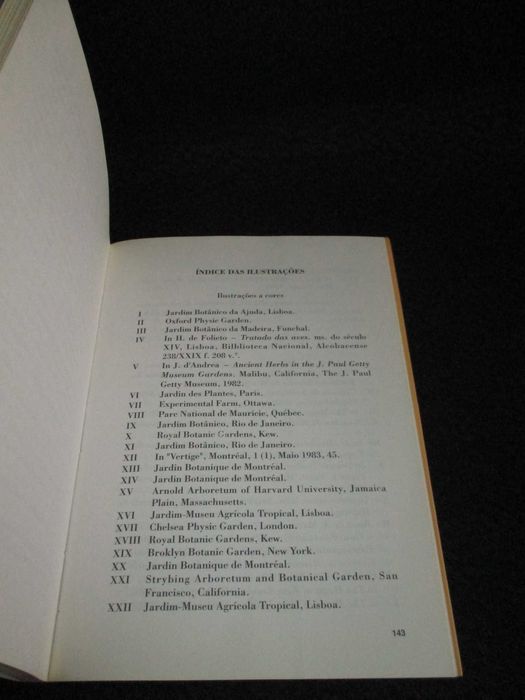 ÍNDICE DAS ILUSTRAÇÕES
Ilustrações a cores
I Jardim Botânico da Ajuda, Lisboa.
II Oxford Physic Garden.
III Jardim Botânico da Madeira, Funchal.
IV In H. de Folieto – Tratado das aves, ms. do século
XIV, Lisboa, Bilblioteca Nacional, Alcobacense
238/XXIX f. 208 v.º.
V In J. d'Andrea – Ancient Herbs in the J. Paul Getty
Museum Gardens, Malibu, California, The J. Paul
Getty Museum, 1982.
VI Jardin des Plantes, Paris.
VII Experimental Farm, Ottawa.
VIII Parc National de Mauricie, Québec.
IX Jardim Botânico, Rio de Janeiro.
X Royal Botanic Gardens, Kew.
XI Jardim Botânico, Rio de Janeiro.
XII In "Vertige", Montréal, 1 (1), Maio 1983, 45.
XIII Jardin Botanique de Montréal.
XIV Jardin Botanique de Montréal.
XV Arnold Arboretum of Harvard University, Jamaica
Plain, Massachusetts.
XVI Jardim-Museu Agrícola Tropical, Lisboa.
XVII Chelsea Physic Garden, London.
XVIII Royal Botanic Gardens, Kew.
XIX Broklyn Botanic Garden, New York.
XX Jardin Botanique de Montréal.
XXI Strybing Arboretum and Botanical Garden, San
Francisco, California.
XXII Jardim-Museu Agrícola Tropical, Lisboa.
143